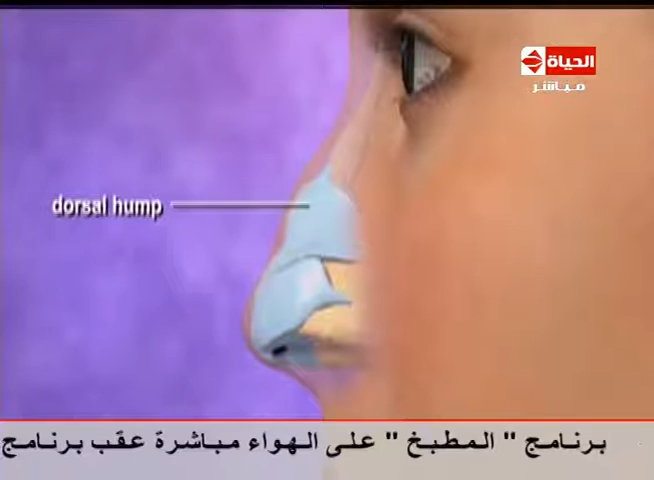 الحياة
مباشر
dorsal hump
برنامج " المطبخ " على الهواء مباشرة عقب برنامج